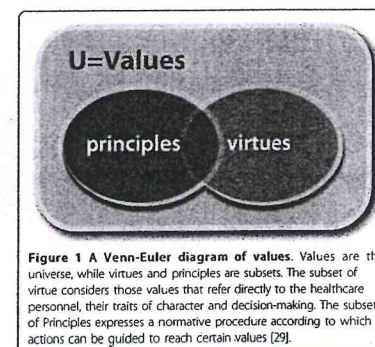 U=Values
principles virtues
Figure 1 A Venn-Euler diagram of values. Values are th
universe, while virtues and principles are subsets. The subset of
virtue considers those values that refer directly to the healthcare
personnel, their traits of character and decision-making. The subset
of Principles expresses a normative procedure according to which
actions can be guided to reach certain values [29].